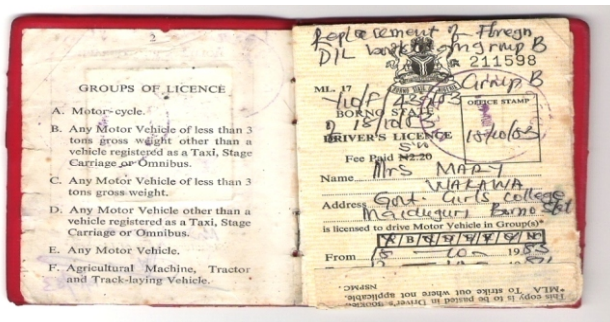 2
GROUPS OF LICENCE
A. Motor-cycle.
B. Any Motor Vehicle of less than 3
tons gross weight other than a
vehicle registered as a Taxi, Stage
Carriage or Omnibus.
C. Any Motor Vehicle of less than 3
tons gross weight.
D. Any Motor Vehicle other than a
vehicle registered as a Taxi, Stage
Carriage or Omnibus.
E. Any Motor Vehicle.
F. Agricultural Machine, Tractor
and Track-laying Vehicle.
Replacement of
Group B
B 211598
Group B
ML. 17
OFFICE STAMP
BORNO STATE
DRIVER'S LICENCE
Fee Paid ₦2.20
Name Mrs MARY
WAKAWA
Address Govt. Girls College
Maiduguri Borno
is licensed to drive Motor Vehicle in Group(s)*
From 19
*MLA. To strike out where not applicable.
This copy is to be pasted in Driver's
NSPMC.